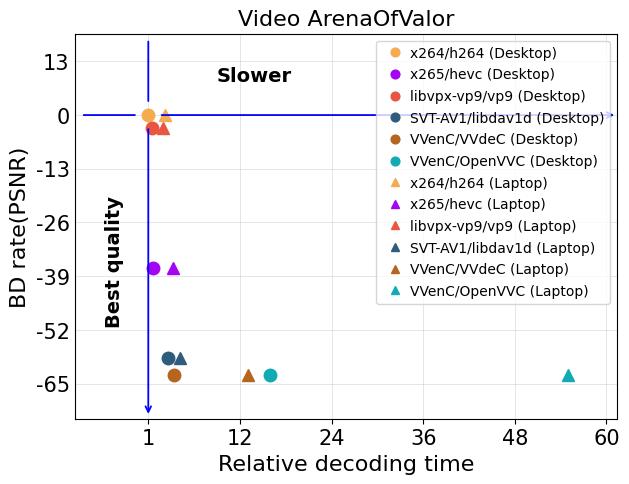 Video ArenaOfValor
BD rate(PSNR)
13
0
-13
-26
-39
-52
-65
Slower
Best quality
x264/h264 (Desktop)
x265/hevc (Desktop)
libvpx-vp9/vp9 (Desktop)
SVT-AV1/libdav1d (Desktop)
VVenC/VVdeC (Desktop)
VVenC/OpenVVC (Desktop)
x264/h264 (Laptop)
x265/hevc (Laptop)
libvpx-vp9/vp9 (Laptop)
SVT-AV1/libdav1d (Laptop)
VVenC/VVdeC (Laptop)
VVenC/OpenVVC (Laptop)
1 12 24 36 48 60
Relative decoding time